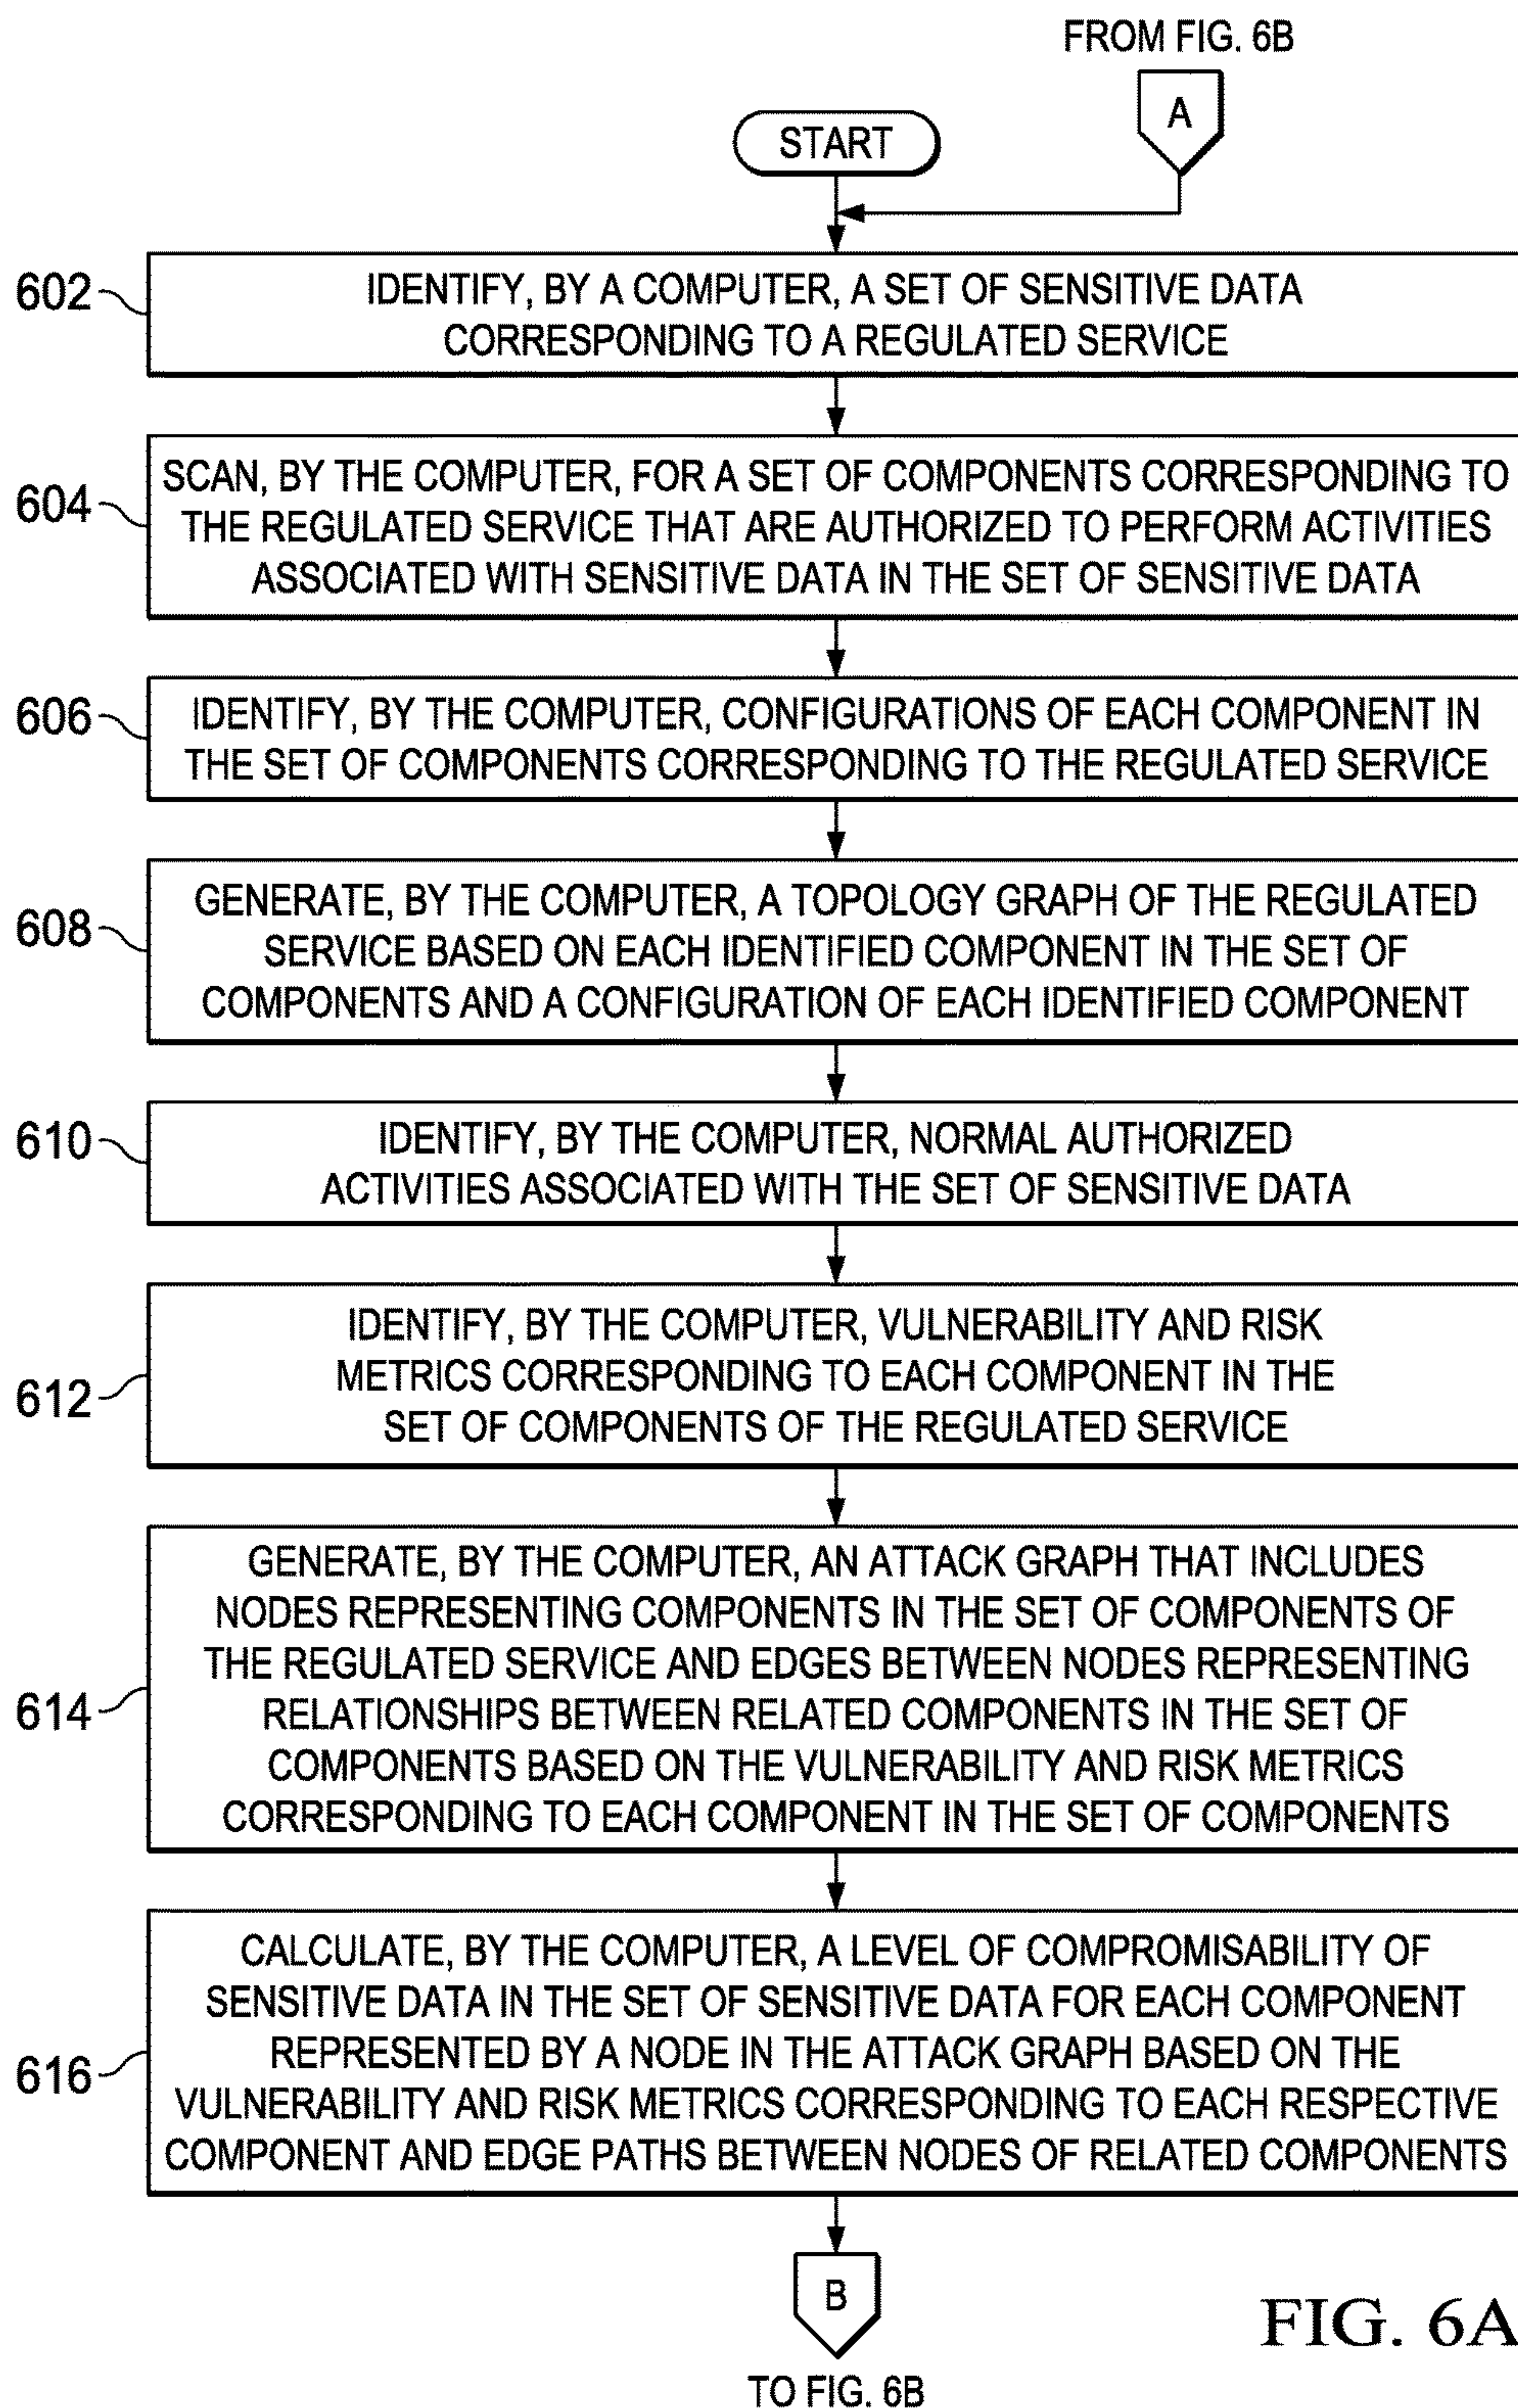 FROM FIG. 6B
A
START
602
IDENTIFY, BY A COMPUTER, A SET OF SENSITIVE DATA
CORRESPONDING TO A REGULATED SERVICE
604
SCAN, BY THE COMPUTER, FOR A SET OF COMPONENTS CORRESPONDING TO
THE REGULATED SERVICE THAT ARE AUTHORIZED TO PERFORM ACTIVITIES
ASSOCIATED WITH SENSITIVE DATA IN THE SET OF SENSITIVE DATA
606
IDENTIFY, BY THE COMPUTER, CONFIGURATIONS OF EACH COMPONENT IN
THE SET OF COMPONENTS CORRESPONDING TO THE REGULATED SERVICE
608
GENERATE, BY THE COMPUTER, A TOPOLOGY GRAPH OF THE REGULATED
SERVICE BASED ON EACH IDENTIFIED COMPONENT IN THE SET OF
COMPONENTS AND A CONFIGURATION OF EACH IDENTIFIED COMPONENT
610
IDENTIFY, BY THE COMPUTER, NORMAL AUTHORIZED
ACTIVITIES ASSOCIATED WITH THE SET OF SENSITIVE DATA
612
IDENTIFY, BY THE COMPUTER, VULNERABILITY AND RISK
METRICS CORRESPONDING TO EACH COMPONENT IN THE
SET OF COMPONENTS OF THE REGULATED SERVICE
614
GENERATE, BY THE COMPUTER, AN ATTACK GRAPH THAT INCLUDES
NODES REPRESENTING COMPONENTS IN THE SET OF COMPONENTS OF
THE REGULATED SERVICE AND EDGES BETWEEN NODES REPRESENTING
RELATIONSHIPS BETWEEN RELATED COMPONENTS IN THE SET OF
COMPONENTS BASED ON THE VULNERABILITY AND RISK METRICS
CORRESPONDING TO EACH COMPONENT IN THE SET OF COMPONENTS
616
CALCULATE, BY THE COMPUTER, A LEVEL OF COMPROMISABILITY OF
SENSITIVE DATA IN THE SET OF SENSITIVE DATA FOR EACH COMPONENT
REPRESENTED BY A NODE IN THE ATTACK GRAPH BASED ON THE
VULNERABILITY AND RISK METRICS CORRESPONDING TO EACH RESPECTIVE
COMPONENT AND EDGE PATHS BETWEEN NODES OF RELATED COMPONENTS
B
TO FIG. 6B
FIG. 6A